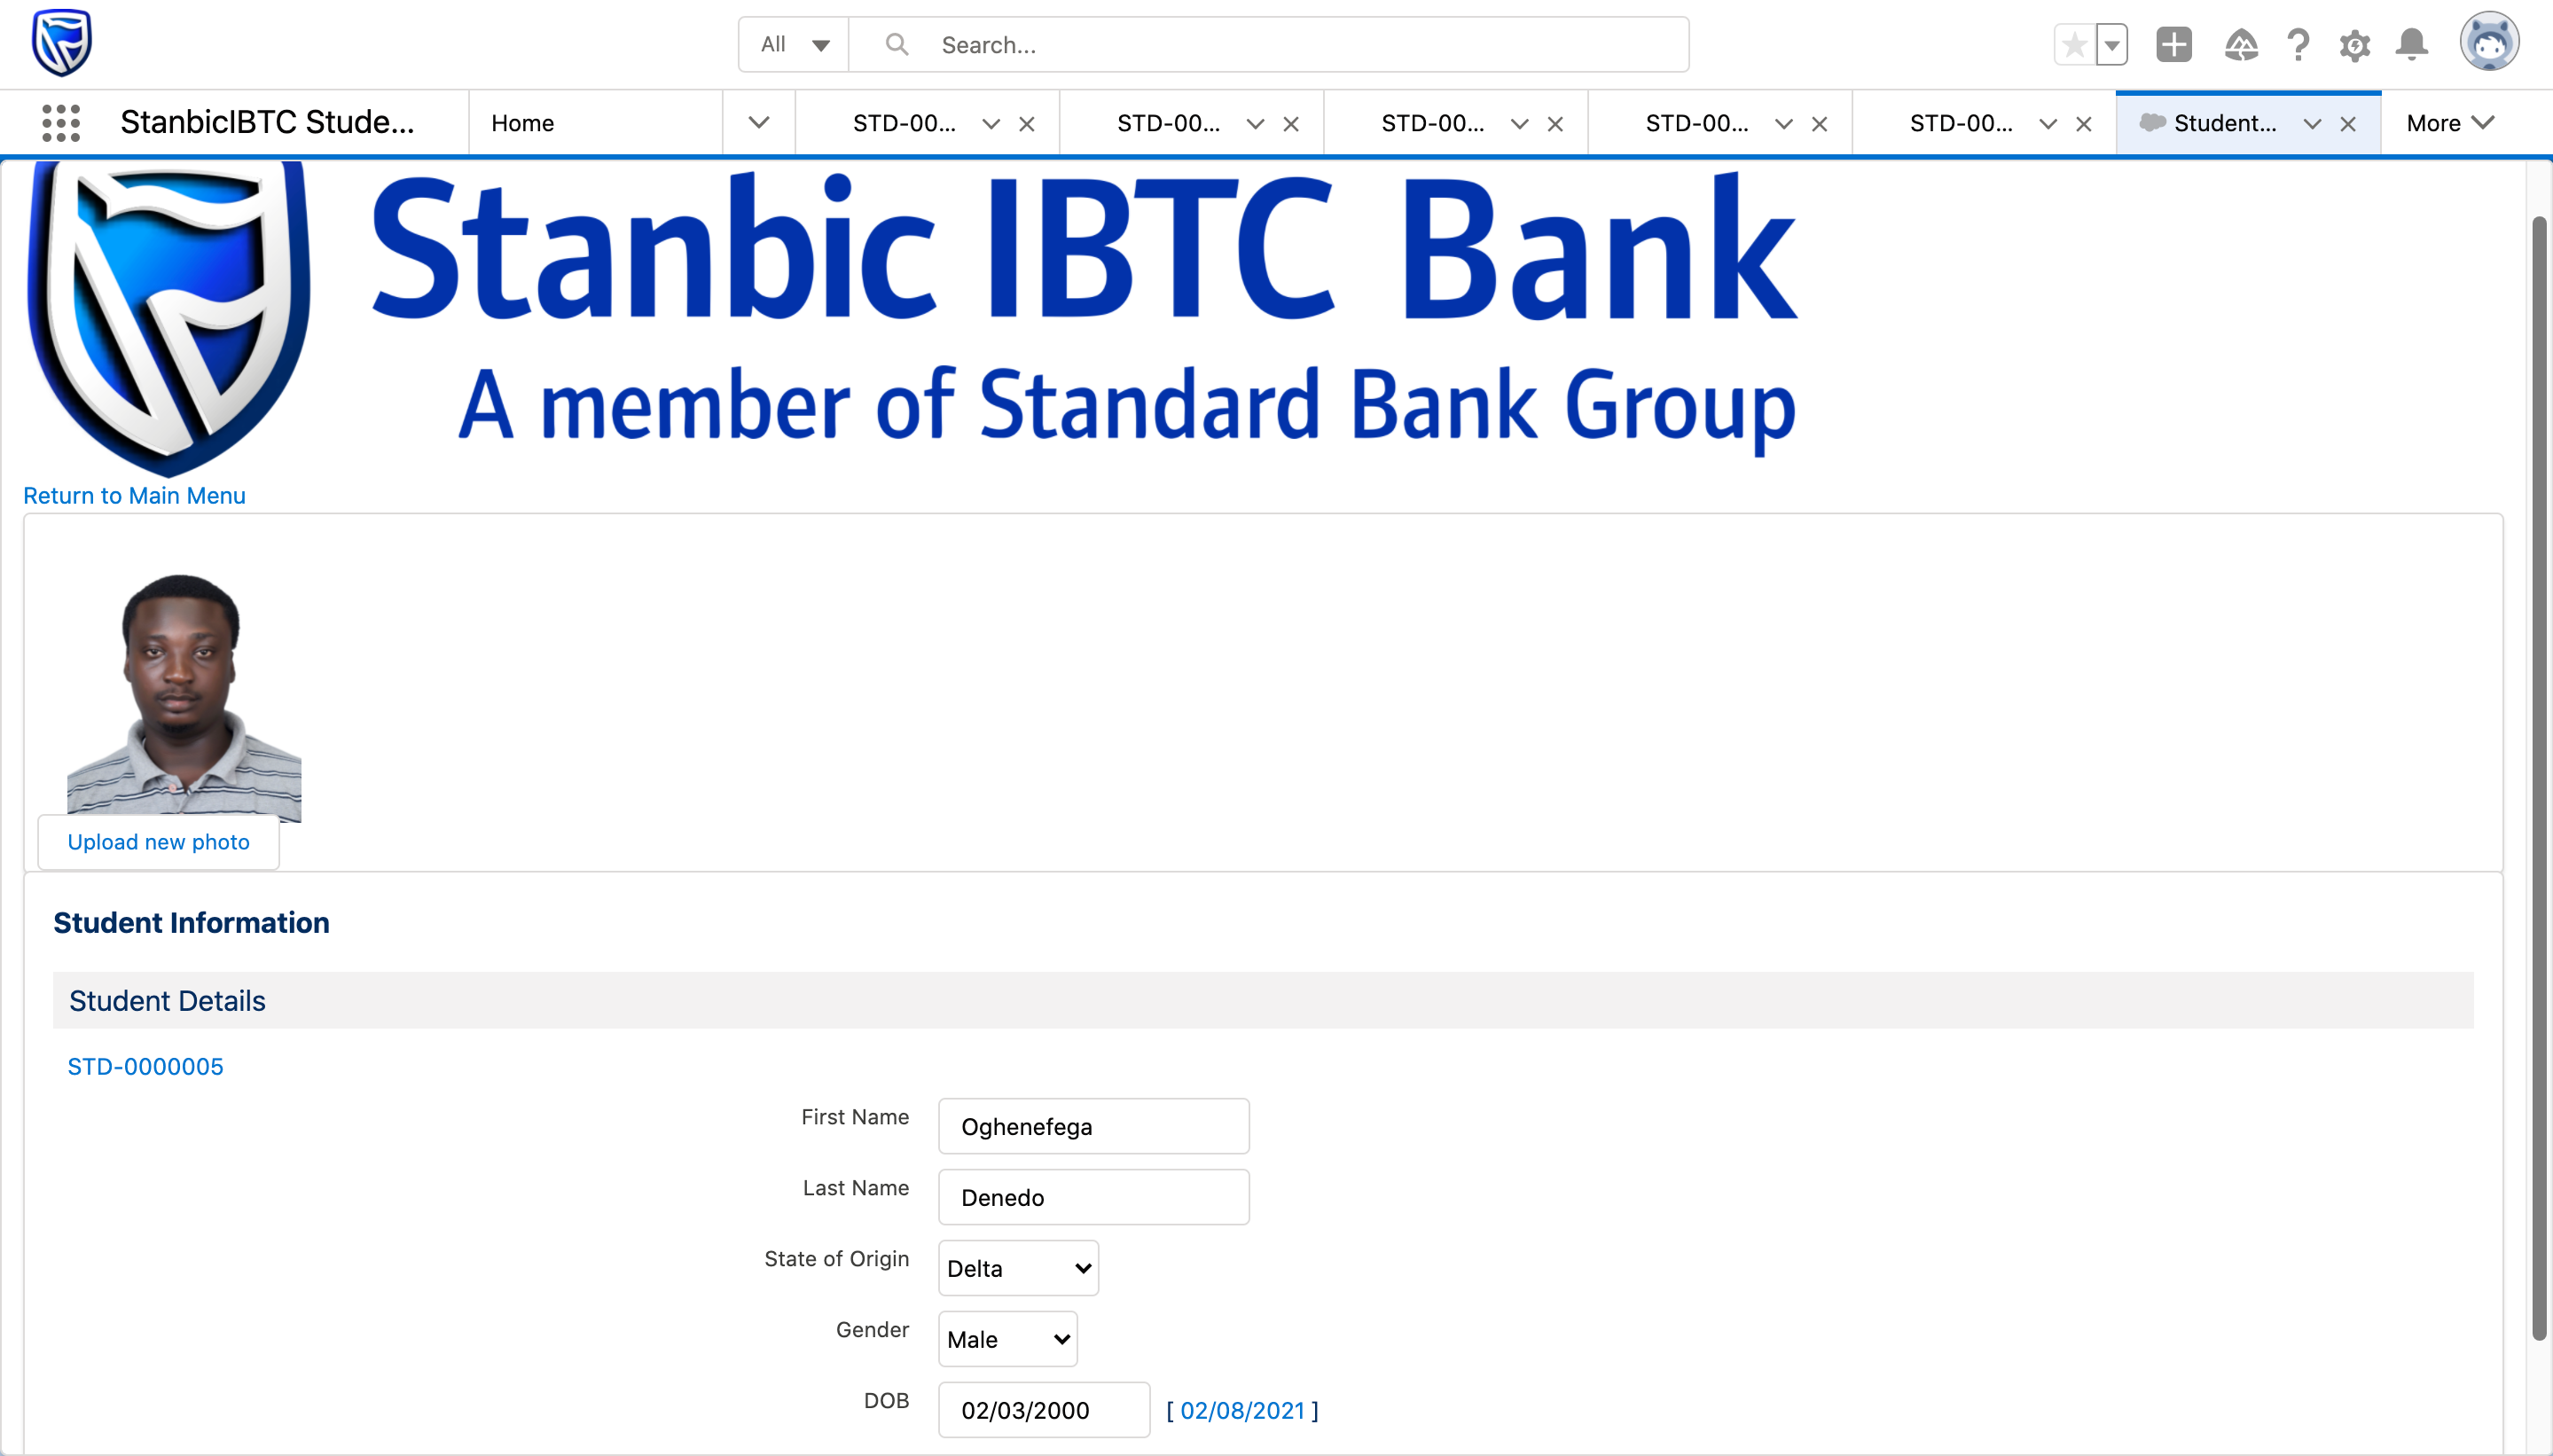 All
Search...
StanbicIBTC Stude...
Home
STD-00...
STD-00...
STD-00...
STD-00...
STD-00...
Student...
More
Stanbic IBTC Bank
A member of Standard Bank Group
Return to Main Menu
Upload new photo
Student Information
Student Details
STD-0000005
First Name Oghenefega
Last Name Denedo
State of Origin Delta
Gender Male
DOB 02/03/2000 [ 02/08/2021 ]